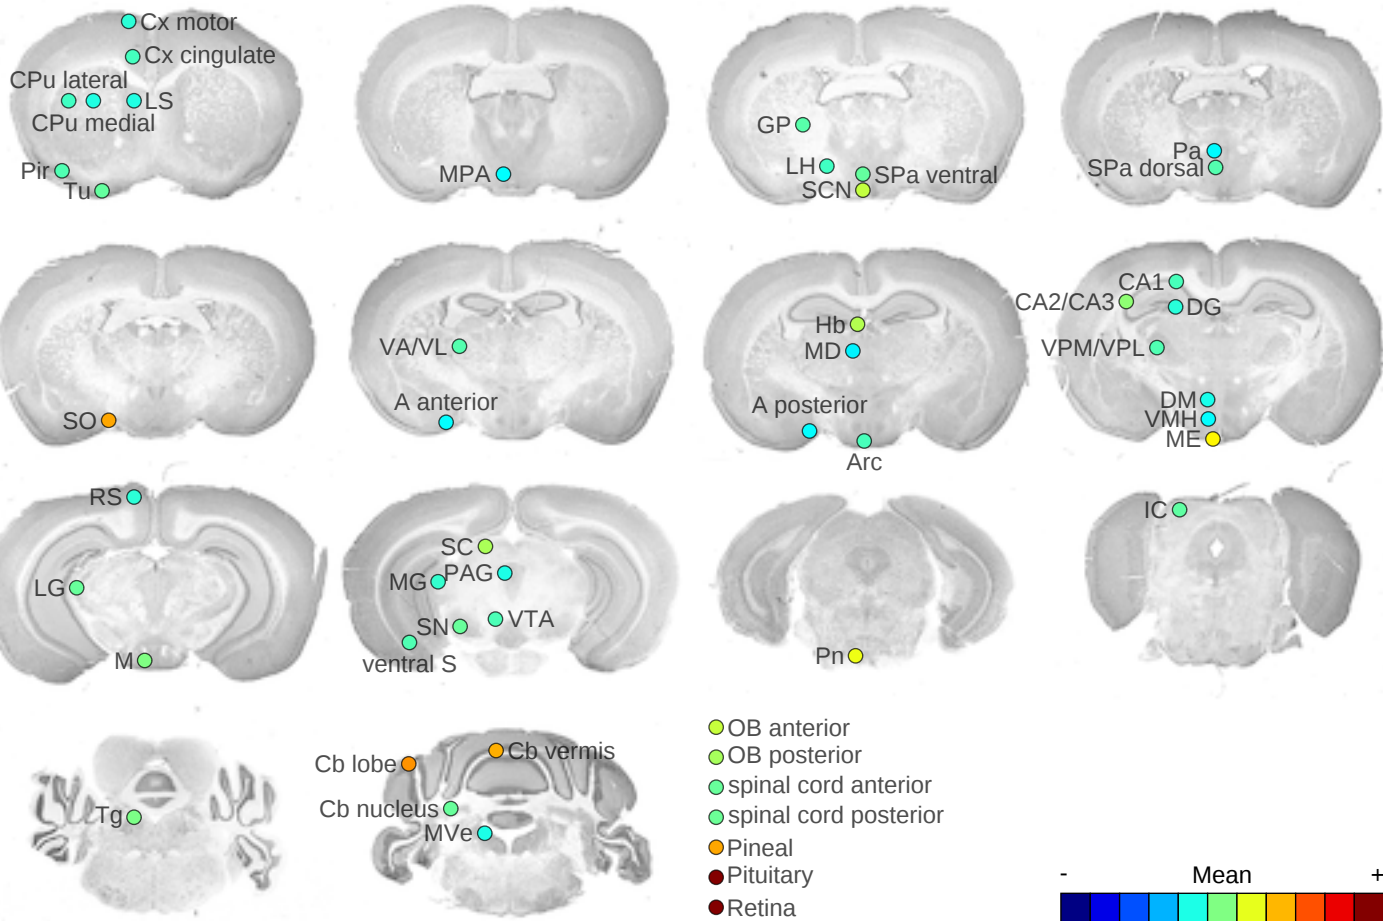 Cx motor
Cx cingulate
CPu lateral
LS
CPu medial
Pir
Tu
MPA
GP
LH
SPa ventral
SCN
Pa
SPa dorsal
SO
VA/VL
A anterior
Hb
MD
A posterior
Arc
CA1
CA2/CA3
DG
VPM/VPL
DM
VMH
ME
RS
LG
M
SC
MG
PAG
SN
VTA
ventral S
Pn
IC
Tg
Cb lobe
Cb vermis
Cb nucleus
MVe
OB anterior
OB posterior
spinal cord anterior
spinal cord posterior
Pineal
Pituitary
Retina
- Mean +